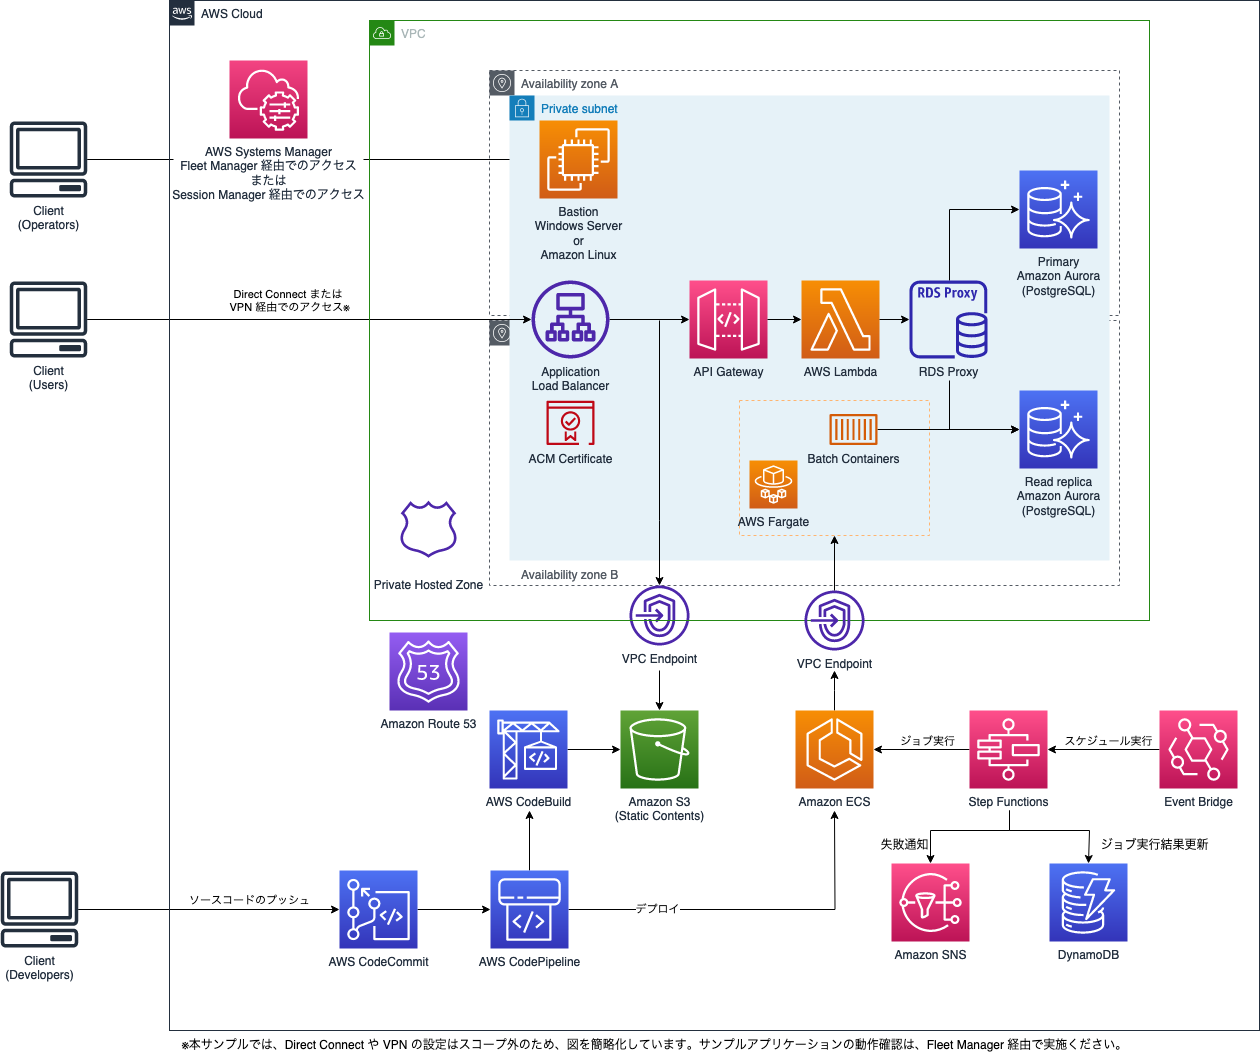 aws
AWS Cloud
VPC
Availability zone A
Private subnet
AWS Systems Manager
Fleet Manager 経由でのアクセス
または
Session Manager 経由でのアクセス
Client
(Operators)
Bastion
Windows Server
or
Amazon Linux
Primary
Amazon Aurora
(PostgreSQL)
Direct Connect または
VPN 経由でのアクセス※
RDS Proxy
Client
(Users)
Application
Load Balancer
API Gateway
AWS Lambda
RDS Proxy
ACM Certificate
Batch Containers
AWS Fargate
Read replica
Amazon Aurora
(PostgreSQL)
Availability zone B
Private Hosted Zone
VPC Endpoint
VPC Endpoint
53
Amazon Route 53
ジョブ実行
スケジュール実行
AWS CodeBuild
Amazon S3
(Static Contents)
Amazon ECS
Step Functions
Event Bridge
失敗通知
ジョブ実行結果更新
ソースコードのプッシュ
デプロイ
Client
(Developers)
AWS CodeCommit
AWS CodePipeline
Amazon SNS
DynamoDB
※本サンプルでは、Direct Connect や VPN の設定はスコープ外のため、図を簡略化しています。サンプルアプリケーションの動作確認は、Fleet Manager 経由で実施ください。